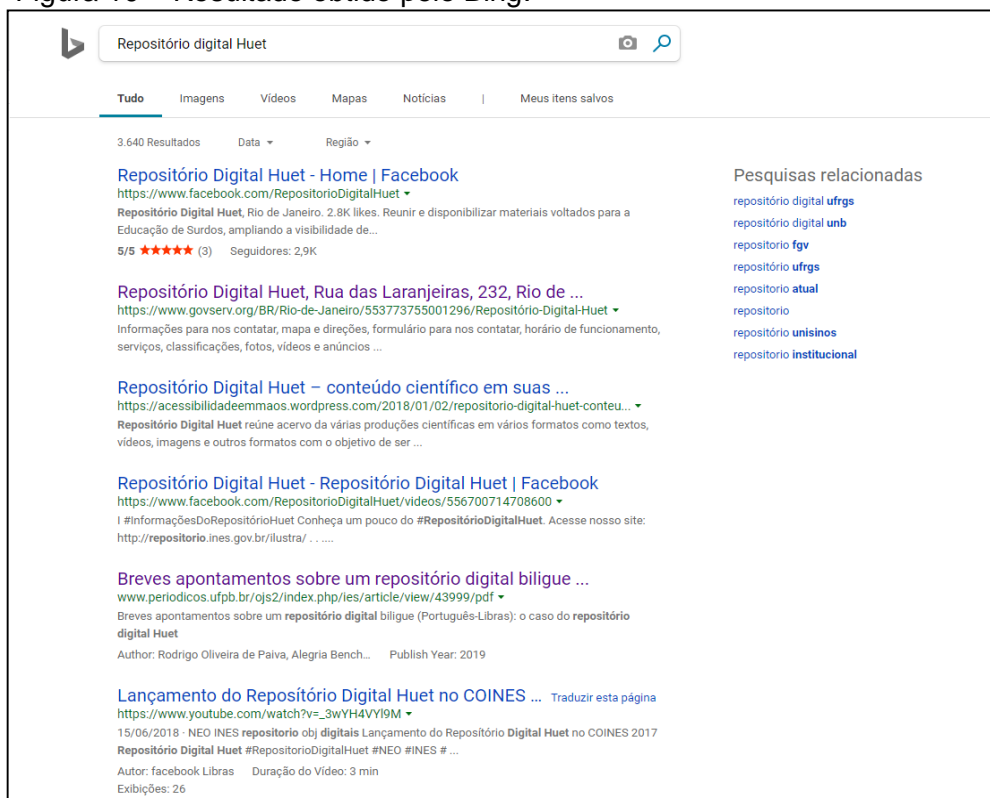 Figura 10 – Resultado obtido pelo Bing.
Repositório digital Huet
Tudo Imagens Vídeos Mapas Notícias | Meus itens salvos
3.640 Resultados Data Região
Repositório Digital Huet - Home | Facebook
https://www.facebook.com/RepositorioDigitalHuet
Repositório Digital Huet, Rio de Janeiro. 2.8K likes. Reunir e disponibilizar materiais voltados para a
Educação de Surdos, ampliando a visibilidade de...
5/5 ★★★★★ (3) Seguidores: 2,9K
Repositório Digital Huet, Rua das Laranjeiras, 232, Rio de ...
https://www.govserv.org/BR/Rio-de-Janeiro/553773755001296/Repositório-Digital-Huet
Informações para nos contatar, mapa e direções, formulário para nos contatar, horário de funcionamento,
serviços, classificações, fotos, vídeos e anúncios ...
Repositório Digital Huet – conteúdo científico em suas ...
https://acessibilidadeemmaos.wordpress.com/2018/01/02/repositorio-digital-huet-conteu...
Repositório Digital Huet reúne acervo da várias produções científicas em vários formatos como textos,
vídeos, imagens e outros formatos com o objetivo de ser ...
Repositório Digital Huet - Repositório Digital Huet | Facebook
https://www.facebook.com/RepositorioDigitalHuet/videos/556700714708600
I #InformaçõesDoRepositórioHuet Conheça um pouco do #RepositórioDigitalHuet. Acesse nosso site:
http://repositorio.ines.gov.br/ilustra/ . . ....
Breves apontamentos sobre um repositório digital biligue ...
www.periodicos.ufpb.br/ojs2/index.php/ies/article/view/43999/pdf
Breves apontamentos sobre um repositório digital biligue (Português-Libras): o caso do repositório
digital Huet
Author: Rodrigo Oliveira de Paiva, Alegria Bench... Publish Year: 2019
Lançamento do Reposítório Digital Huet no COINES ... Traduzir esta página
https://www.youtube.com/watch?v=_3wYH4VYl9M
15/06/2018 · NEO INES repositorio obj digitais Lançamento do Reposítório Digital Huet no COINES 2017
Repositório Digital Huet #RepositorioDigitalHuet #NEO #INES # ...
Autor: facebook Libras Duração do Vídeo: 3 min
Exibições: 26
Pesquisas relacionadas
repositório digital ufrgs
repositório digital unb
repositorio fgv
repositório ufrgs
repositorio atual
repositorio
repositório unisinos
repositorio institucional